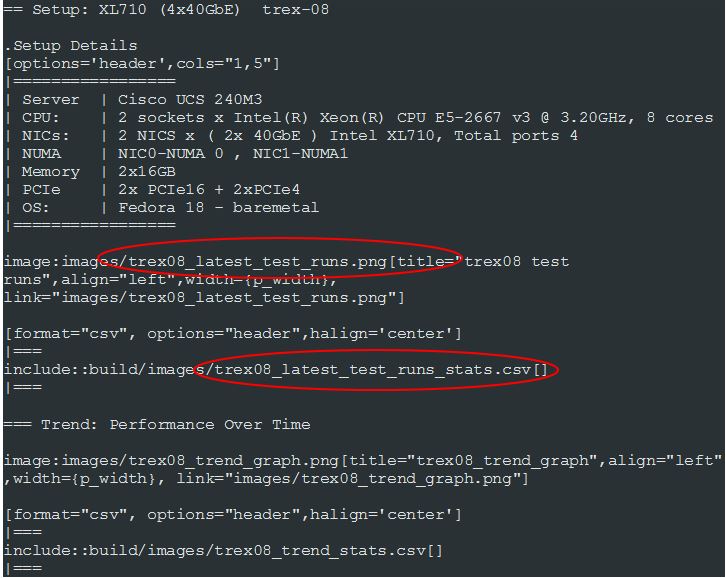 == Setup: XL710 (4x40GbE)  trex-08
.Setup Details
[options='header',cols="1,5"]
|=================
| Server  | Cisco UCS 240M3
| CPU:    | 2 sockets x Intel(R) Xeon(R) CPU E5-2667 v3 @ 3.20GHz, 8 cores
| NICs:   | 2 NICS x ( 2x 40GbE ) Intel XL710, Total ports 4
| NUMA    | NIC0-NUMA 0 , NIC1-NUMA1
| Memory  | 2x16GB
| PCIe    | 2x PCIe16 + 2xPCIe4
| OS:     | Fedora 18 - baremetal
|=================
image:images/trex08_latest_test_runs.png[title="trex08 test
runs",align="left",width={p_width},
link="images/trex08_latest_test_runs.png"]
[format="csv", options="header",halign='center']
|===
include::build/images/trex08_latest_test_runs_stats.csv[]
|===
=== Trend: Performance Over Time
image:images/trex08_trend_graph.png[title="trex08_trend_graph",align="left"
,width={p_width}, link="images/trex08_trend_graph.png"]
[format="csv", options="header",halign='center']
|===
include::build/images/trex08_trend_stats.csv[]
|===